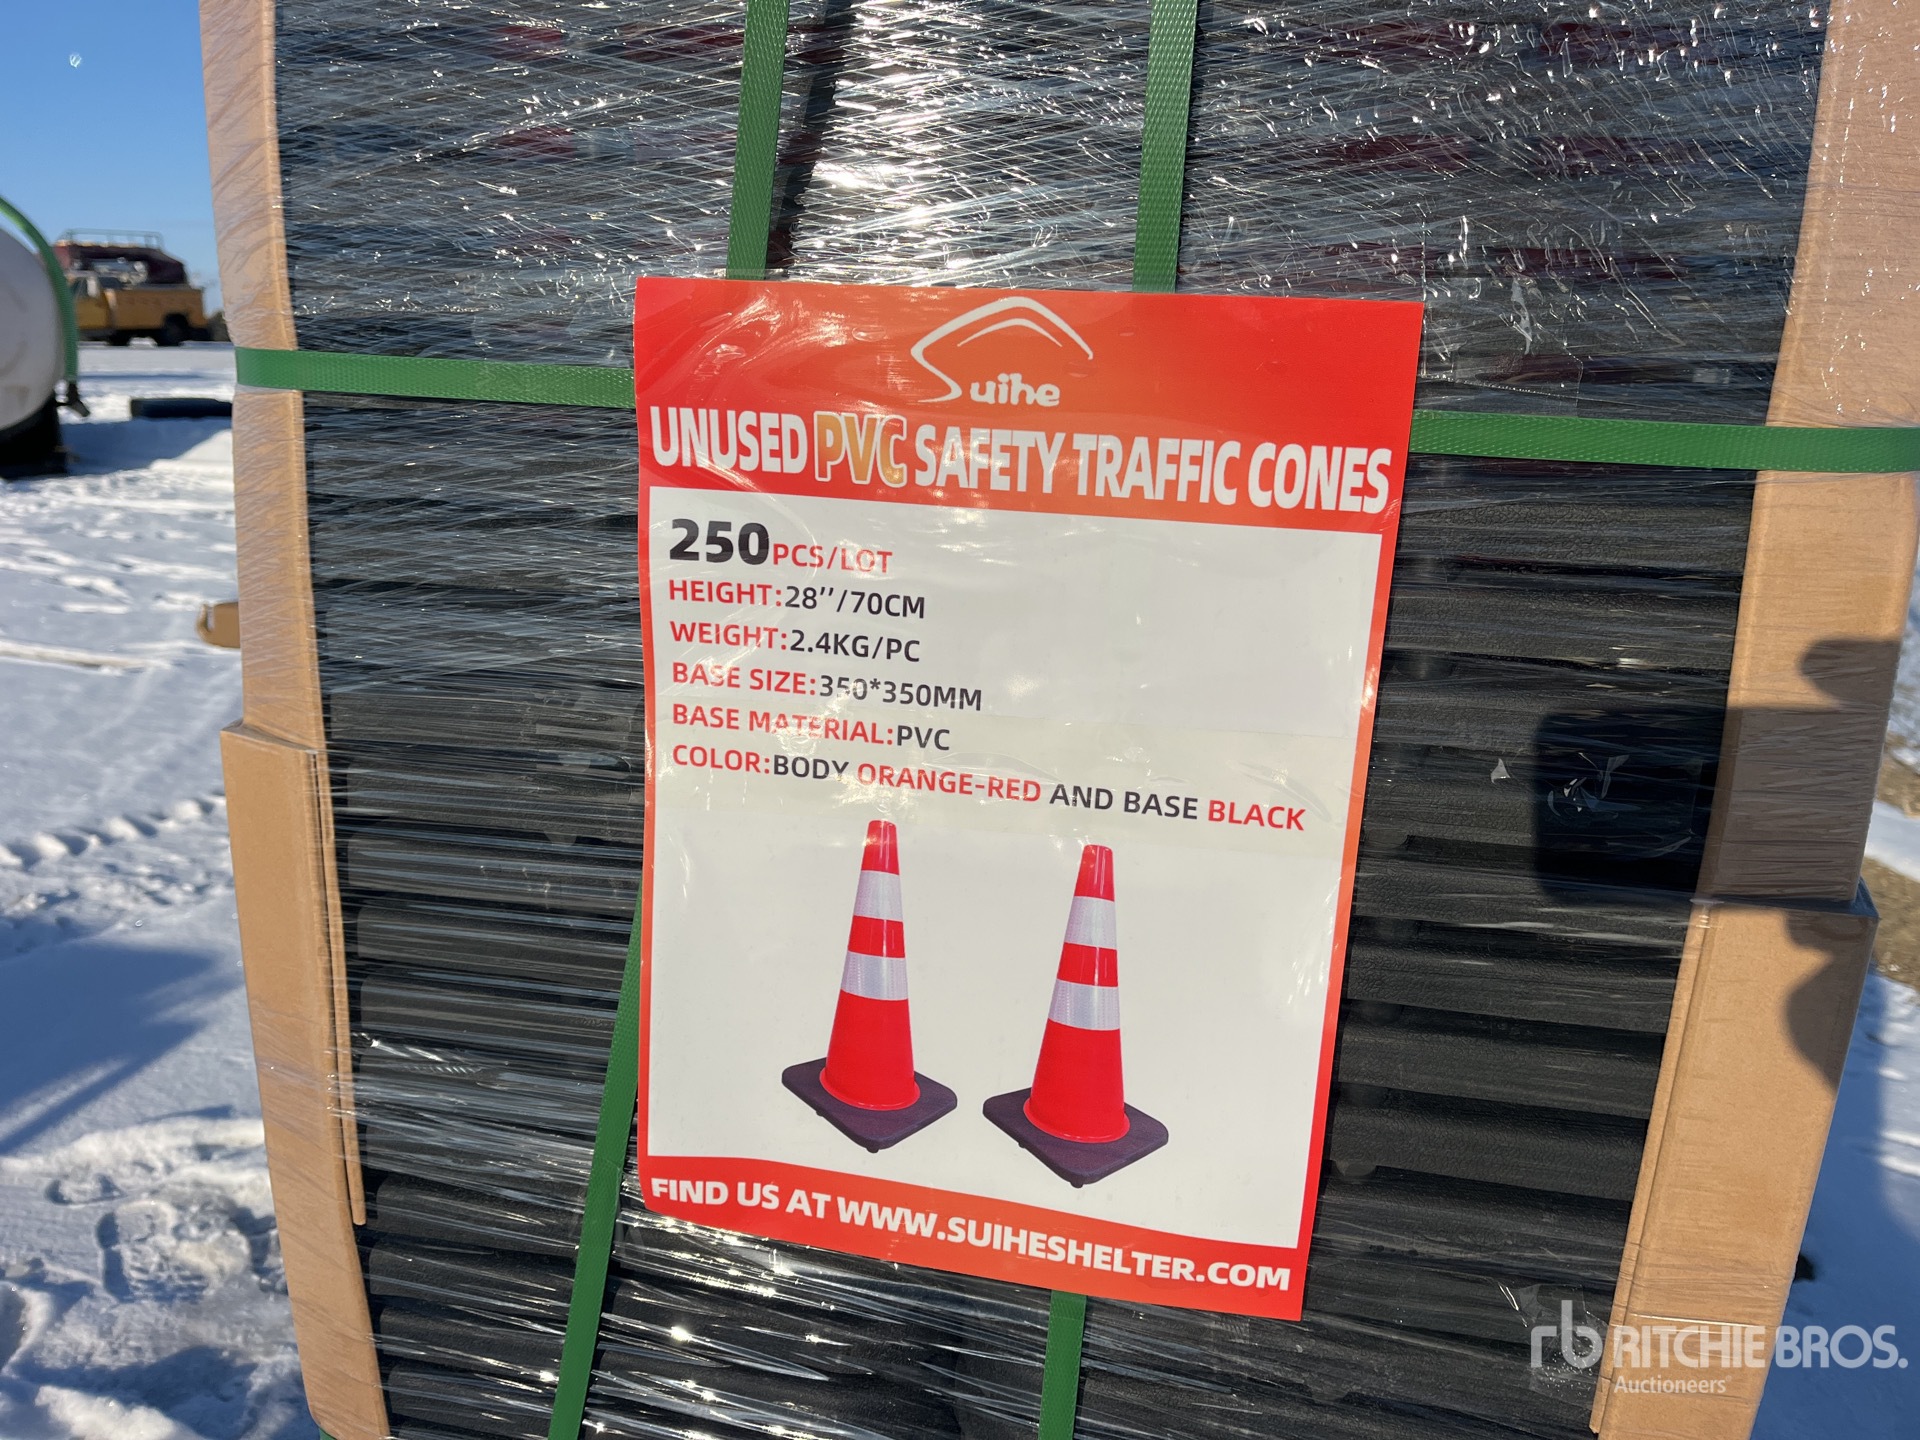 Suihe
UNUSED PVC SAFETY TRAFFIC CONES
250PCS/LOT
HEIGHT:28''/70CM
WEIGHT:2.4KG/PC
BASE SIZE:350*350MM
BASE MATERIAL:PVC
COLOR:BODY ORANGE-RED AND BASE BLACK
FIND US AT WWW.SUIHESHELTER.COM
rb RITCHIE BROS.
Auctioneers